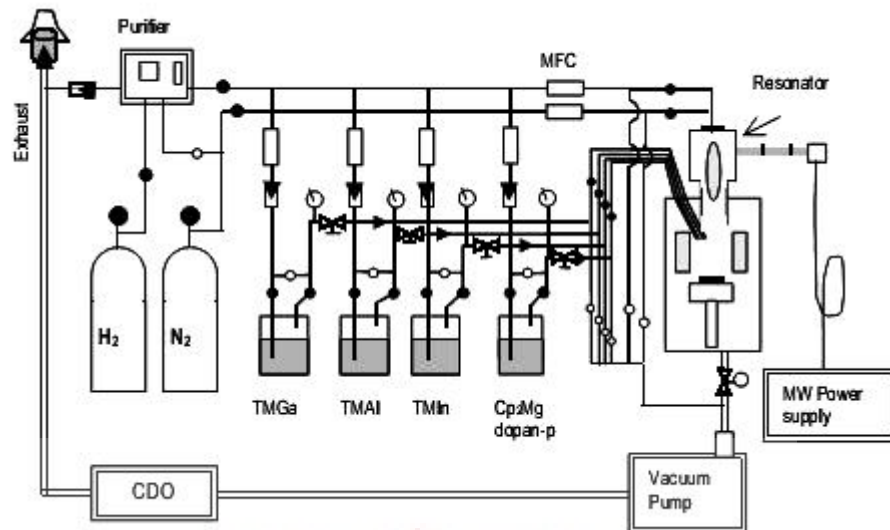 Purifier
MFC
Resonator
Exhaust
H₂
N₂
TMGa
TMAl
TMIn
Cp₂Mg
dopan-p
MW Power
supply
CDO
Vacuum
Pump